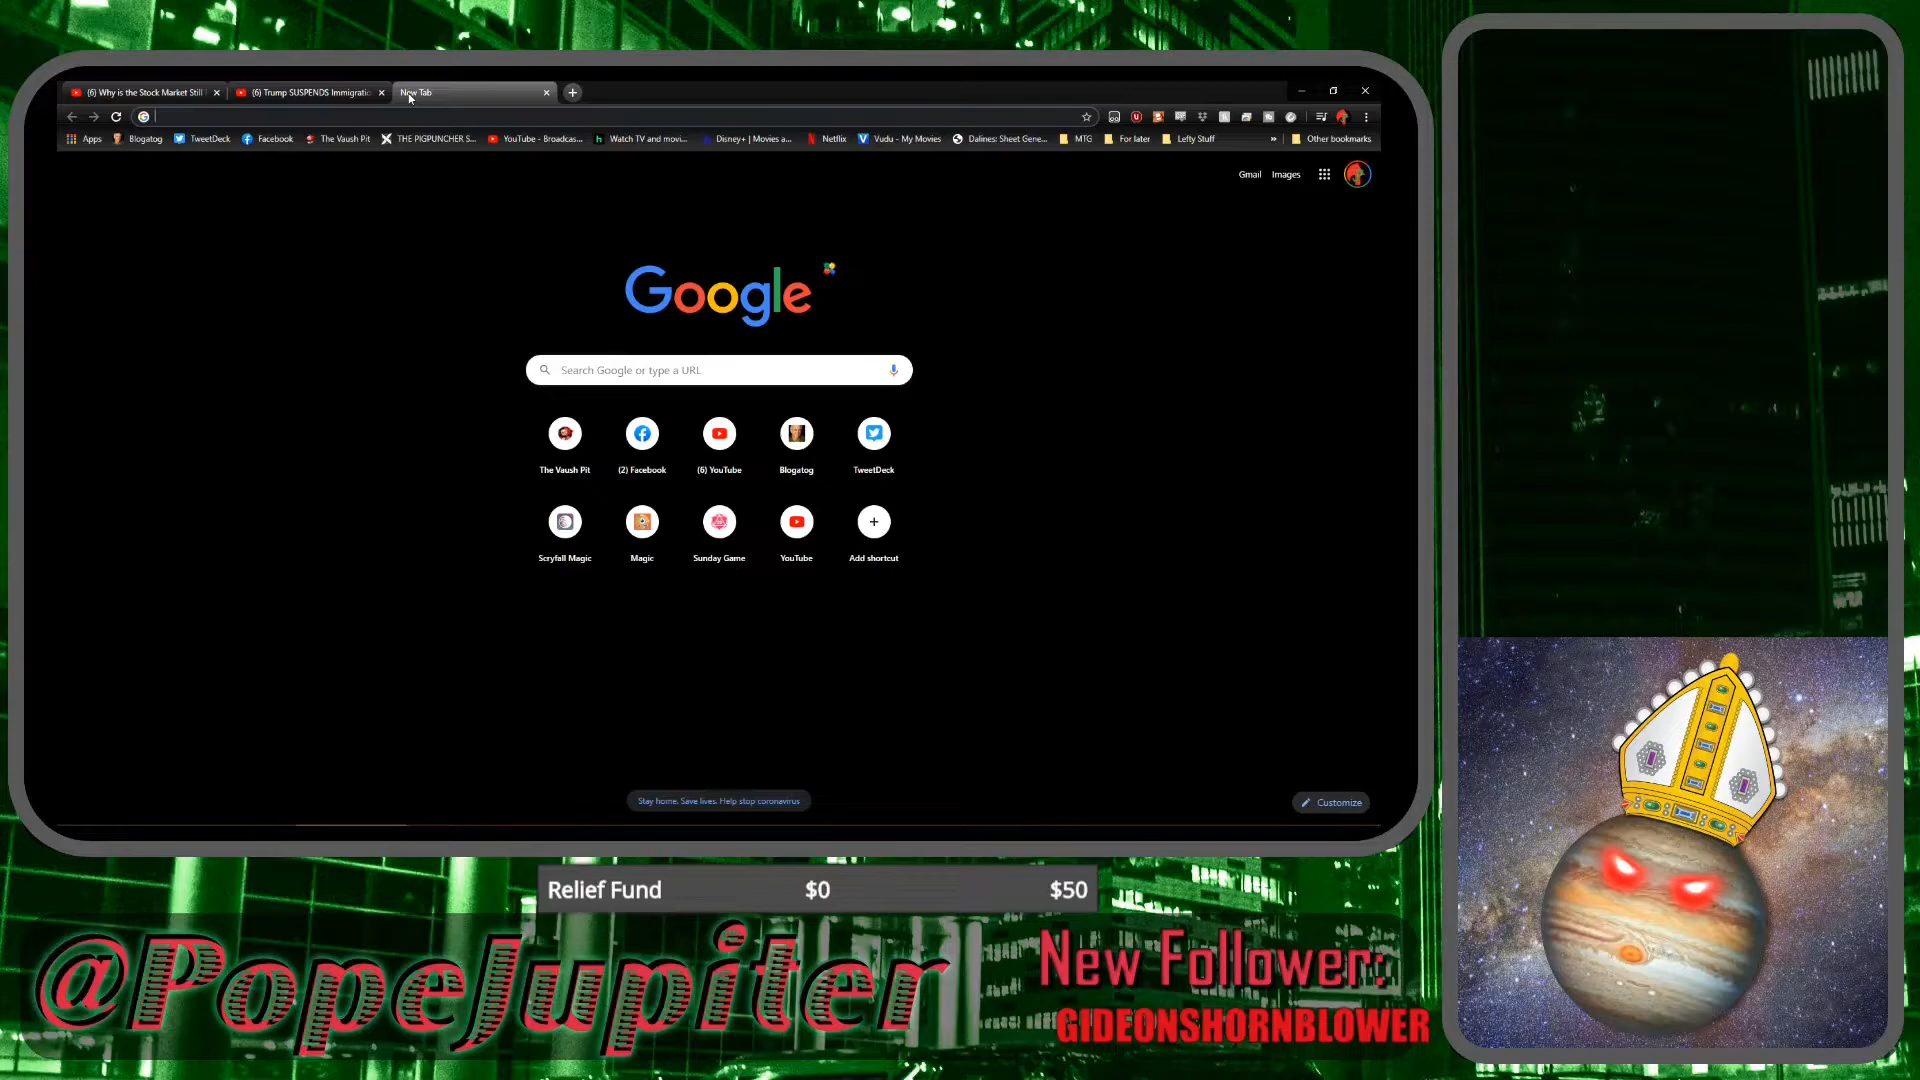 (6) Why is the Stock Market Still
(6) Trump SUSPENDS Immigratio
New Tab
Apps
Blogatog
TweetDeck
Facebook
The Vaush Pit
THE PIGPUNCHER S...
YouTube - Broadcas...
Watch TV and movi...
Disney+ | Movies a...
Netflix
Vudu - My Movies
Dalines: Sheet Gene...
MTG
For later
Lefty Stuff
»
Other bookmarks
Gmail
Images
Google
Search Google or type a URL
The Vaush Pit
(2) Facebook
(6) YouTube
Blogatog
TweetDeck
Scryfall Magic
Magic
Sunday Game
YouTube
Add shortcut
Stay home. Save lives. Help stop coronavirus
Customize
Relief Fund $0 $50
@PopeJupiter
New Follower:
GIDEONSHORNBLOWER